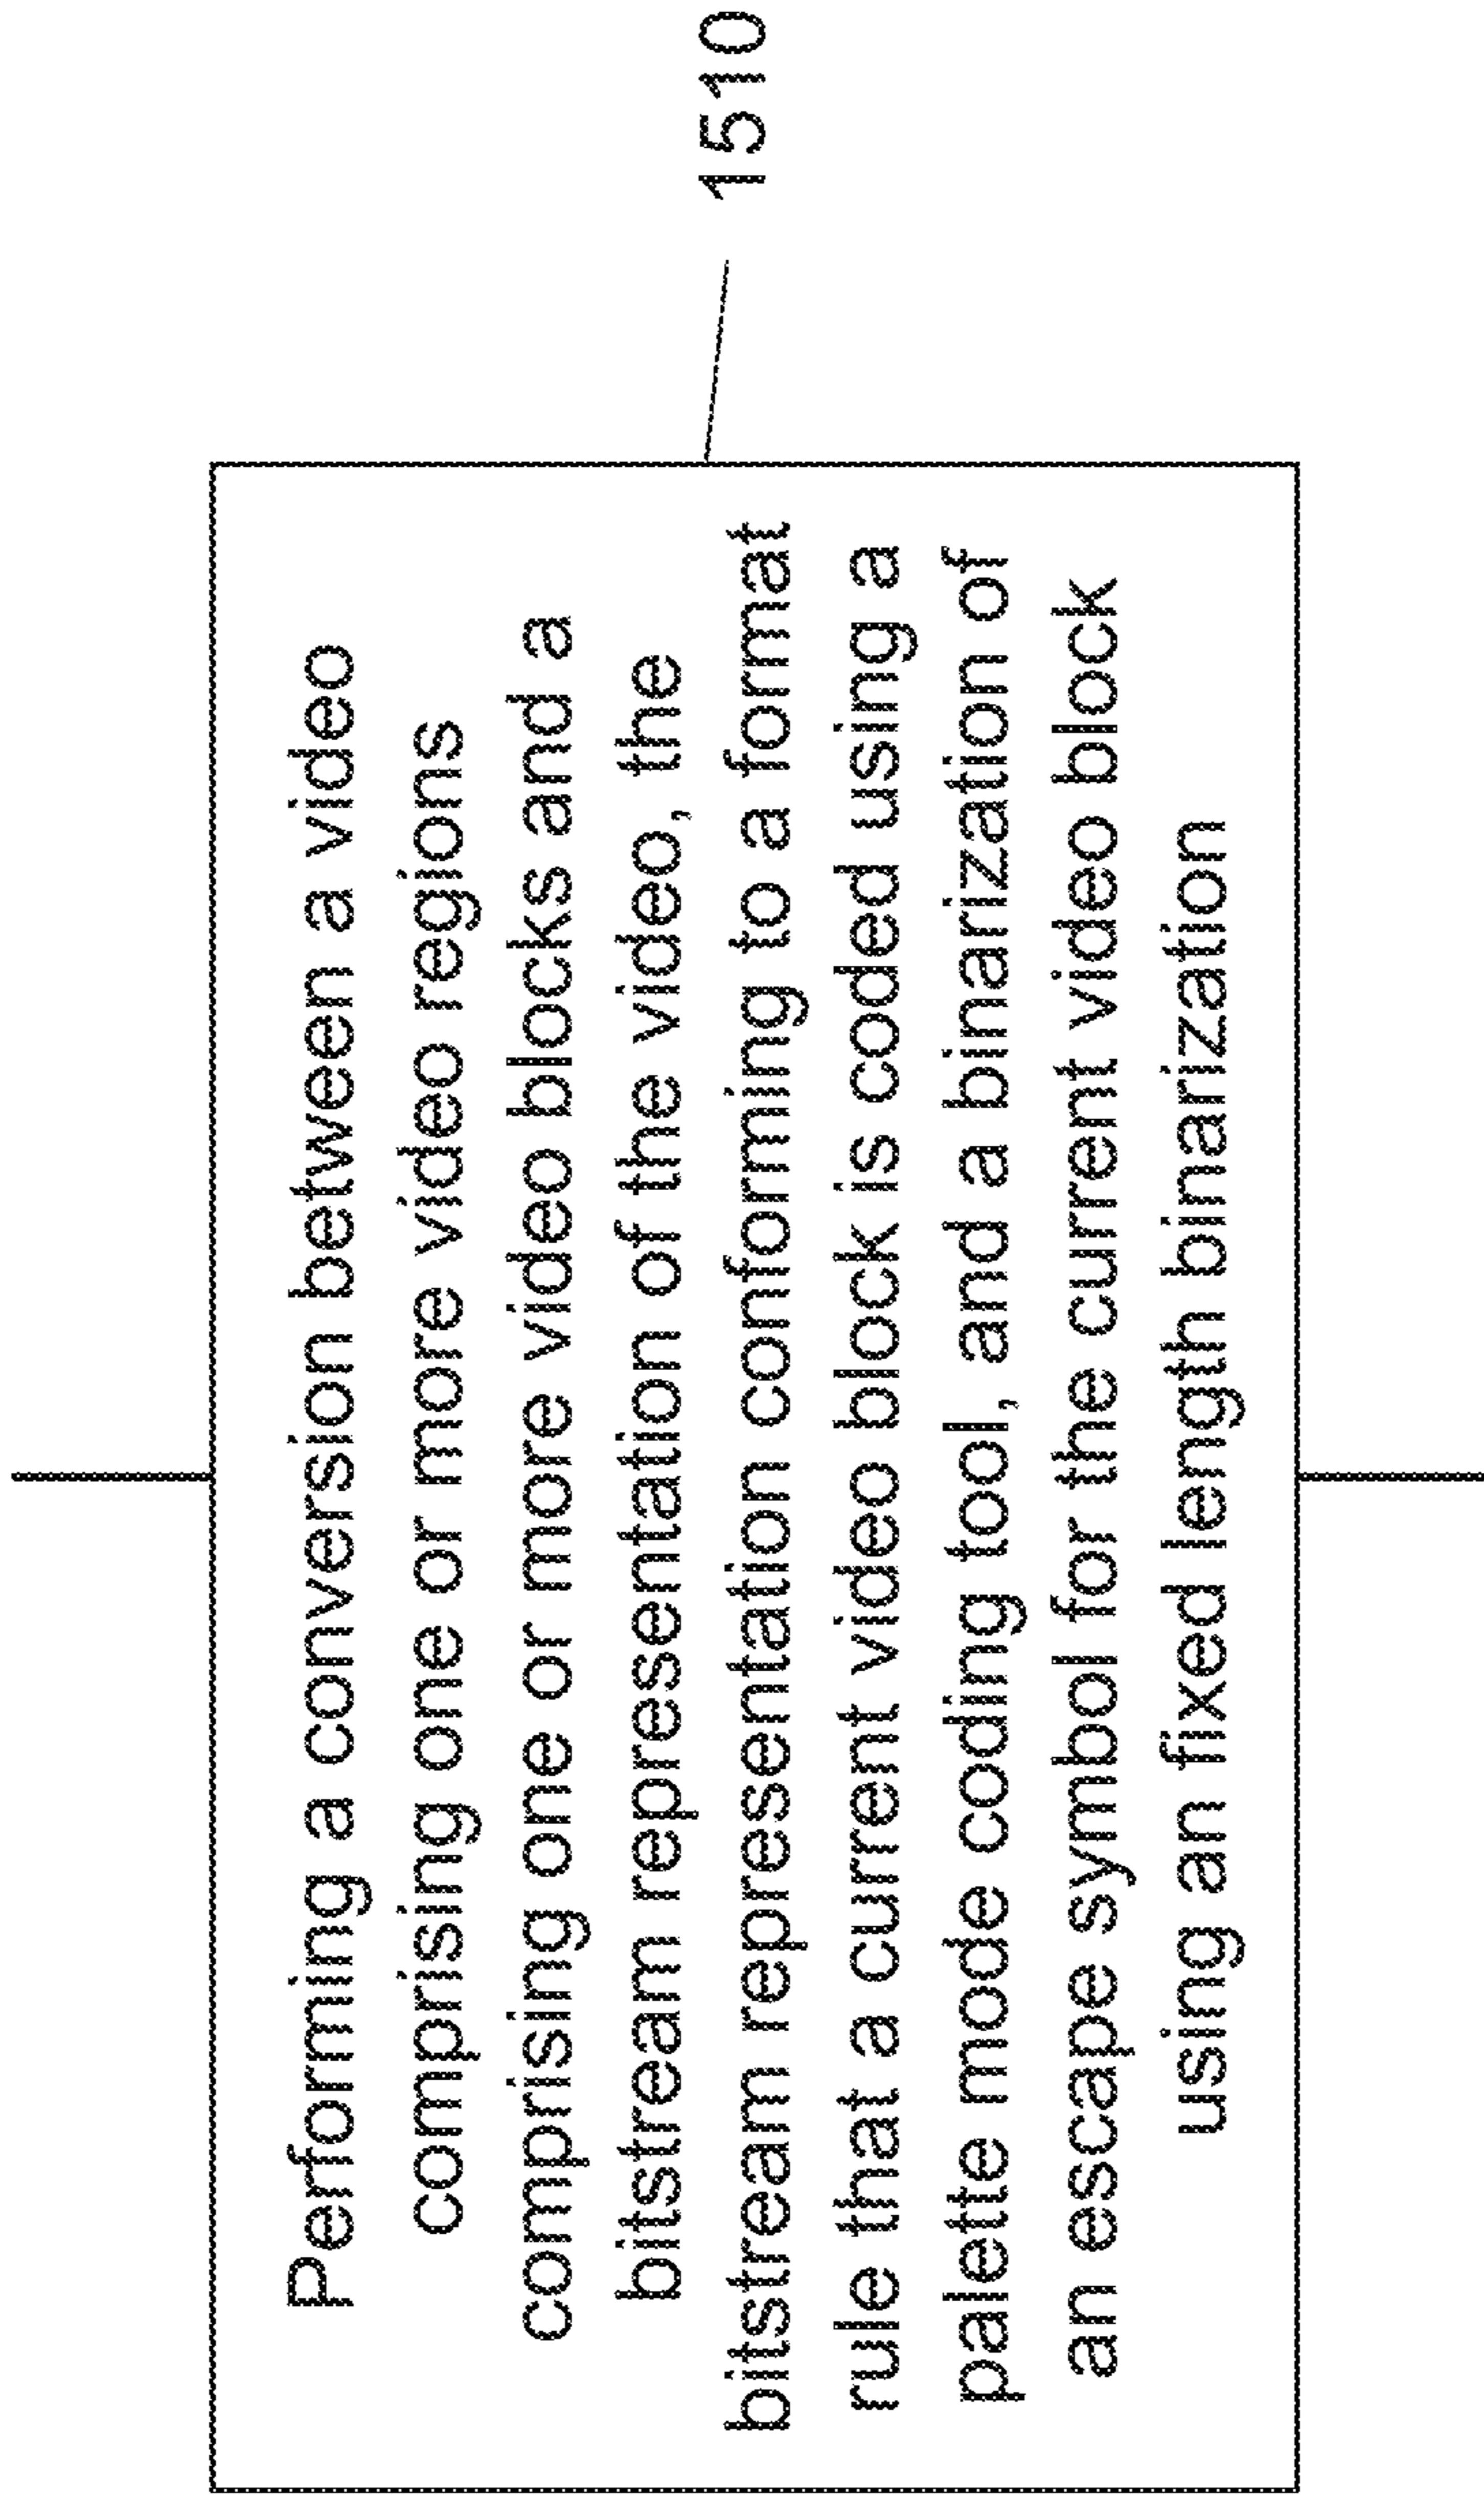 Performing a conversion between a video
comprising one or more video regions
comprising one or more video blocks and a
bitstream representation of the video, the
bitstream representation conforming to a format
rule that a current video block is coded using a
palette mode coding tool, and a binarization of
an escape symbol for the current video block
using an fixed length binarization
1510